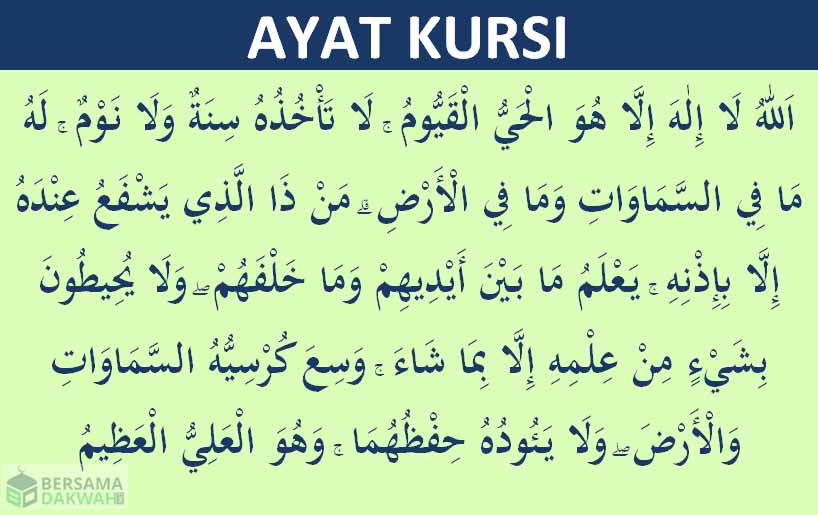 AYAT KURSI
اَللّٰهُ لَا إِلٰهَ إِلَّا هُوَ الْحَيُّ الْقَيُّومُ ۚ لَا تَأْخُذُهُ سِنَةٌ وَلَا نَوْمٌ ۚ لَهُ
مَا فِي السَّمَاوَاتِ وَمَا فِي الْأَرْضِ ۗ مَنْ ذَا الَّذِي يَشْفَعُ عِنْدَهُ
إِلَّا بِإِذْنِهِ ۚ يَعْلَمُ مَا بَيْنَ أَيْدِيهِمْ وَمَا خَلْفَهُمْ ۖ وَلَا يُحِيطُونَ
بِشَيْءٍ مِنْ عِلْمِهِ إِلَّا بِمَا شَاءَ ۚ وَسِعَ كُرْسِيُّهُ السَّمَاوَاتِ
وَالْأَرْضَ ۖ وَلَا يَئُودُهُ حِفْظُهُمَا ۚ وَهُوَ الْعَلِيُّ الْعَظِيمُ
BERSAMA
DAKWAH